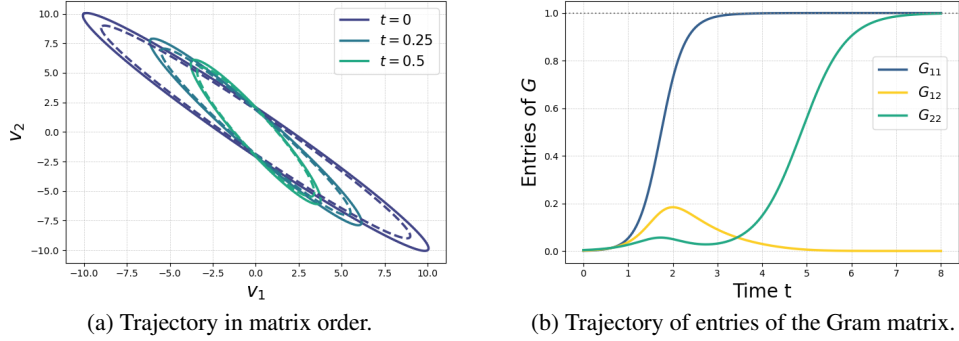 10.0
7.5
5.0
2.5
0.0
−2.5
−5.0
−7.5
−10.0
v₂
−10.0 −7.5 −5.0 −2.5 0.0 2.5 5.0 7.5 10.0
v₁
t = 0
t = 0.25
t = 0.5
(a) Trajectory in matrix order.
1.0
0.8
0.6
0.4
0.2
0.0
Entries of G
0 1 2 3 4 5 6 7 8
Time t
G₁₁
G₁₂
G₂₂
(b) Trajectory of entries of the Gram matrix.